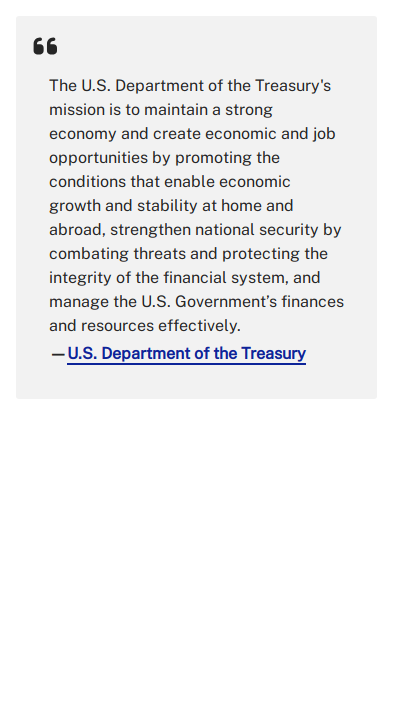 ❝
The U.S. Department of the Treasury's
mission is to maintain a strong
economy and create economic and job
opportunities by promoting the
conditions that enable economic
growth and stability at home and
abroad, strengthen national security by
combating threats and protecting the
integrity of the financial system, and
manage the U.S. Government’s finances
and resources effectively.
—U.S. Department of the Treasury